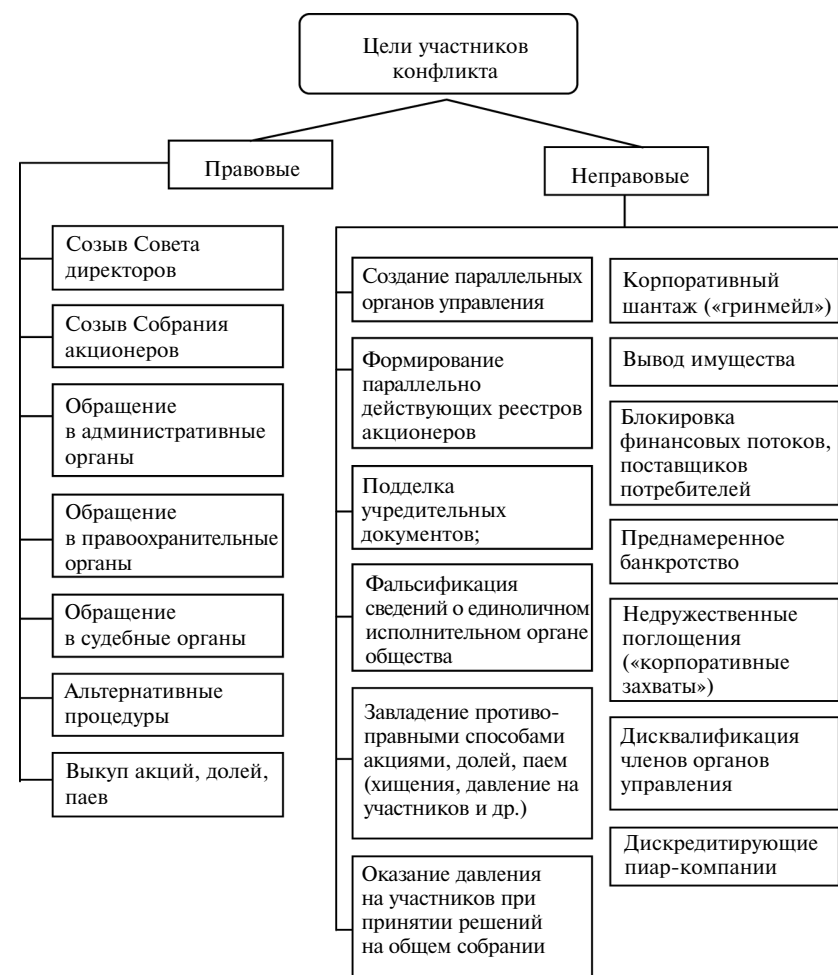 Цели участников
конфликта
Правовые
Неправовые
Созыв Совета
директоров
Созыв Собрания
акционеров
Обращение
в административные
органы
Обращение
в правоохранительные
органы
Обращение
в судебные органы
Альтернативные
процедуры
Выкуп акций, долей,
паев
Создание параллельных
органов управления
Формирование
параллельно
действующих реестров
акционеров
Подделка
учредительных
документов;
Фальсификация
сведений о единоличном
исполнительном органе
общества
Завладение противо-
правными способами
акциями, долей, паем
(хищения, давление на
участников и др.)
Оказание давления
на участников при
принятии решений
на общем собрании
Корпоративный
шантаж («гринмейл»)
Вывод имущества
Блокировка
финансовых потоков,
поставщиков
потребителей
Преднамеренное
банкротство
Недружественные
поглощения
(«корпоративные
захваты»)
Дисквалификация
членов органов
управления
Дискредитирующие
пиар-компании